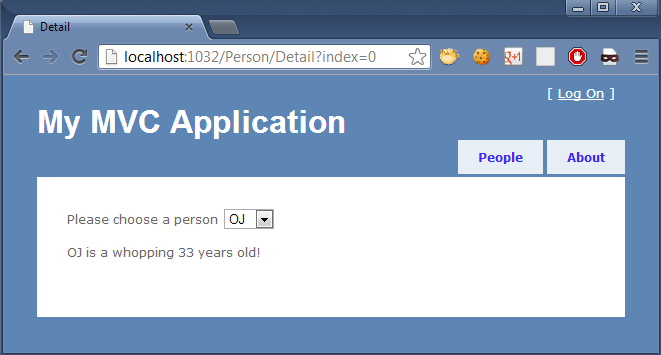 Detail
localhost:1032/Person/Detail?index=0
[ Log On ]
My MVC Application
People
About
Please choose a person OJ
OJ is a whopping 33 years old!